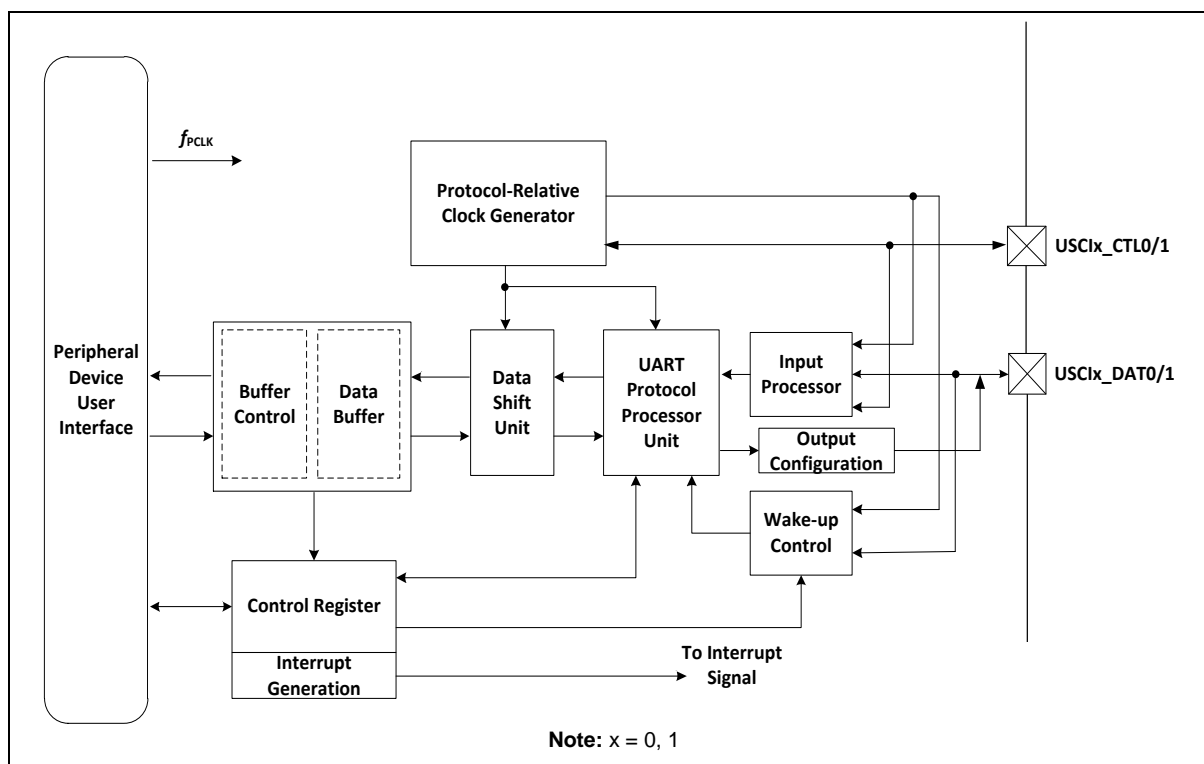 fPCLK
Protocol-Relative
Clock Generator
USCIx_CTL0/1
Peripheral
Device
User
Interface
Buffer
Control
Data
Buffer
Data
Shift
Unit
UART
Protocol
Processor
Unit
Input
Processor
USCIx_DAT0/1
Output
Configuration
Wake-up
Control
Control Register
Interrupt
Generation
To Interrupt
Signal
Note: x = 0, 1